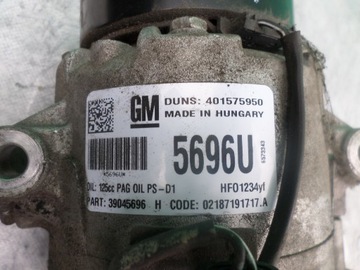 GM
DUNS: 401575950
MADE IN HUNGARY
5696U
OIL: 125cc PAG OIL PS-D1
HFO1234yf
PART: 39045696 H CODE: 02187191717.A